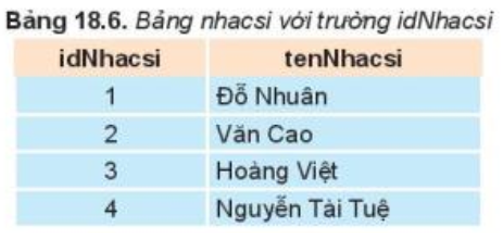 Bảng 18.6. Bảng nhacsi với trường idNhacsi
idNhacsi tenNhacsi
1 Đỗ Nhuân
2 Văn Cao
3 Hoàng Việt
4 Nguyễn Tài Tuệ